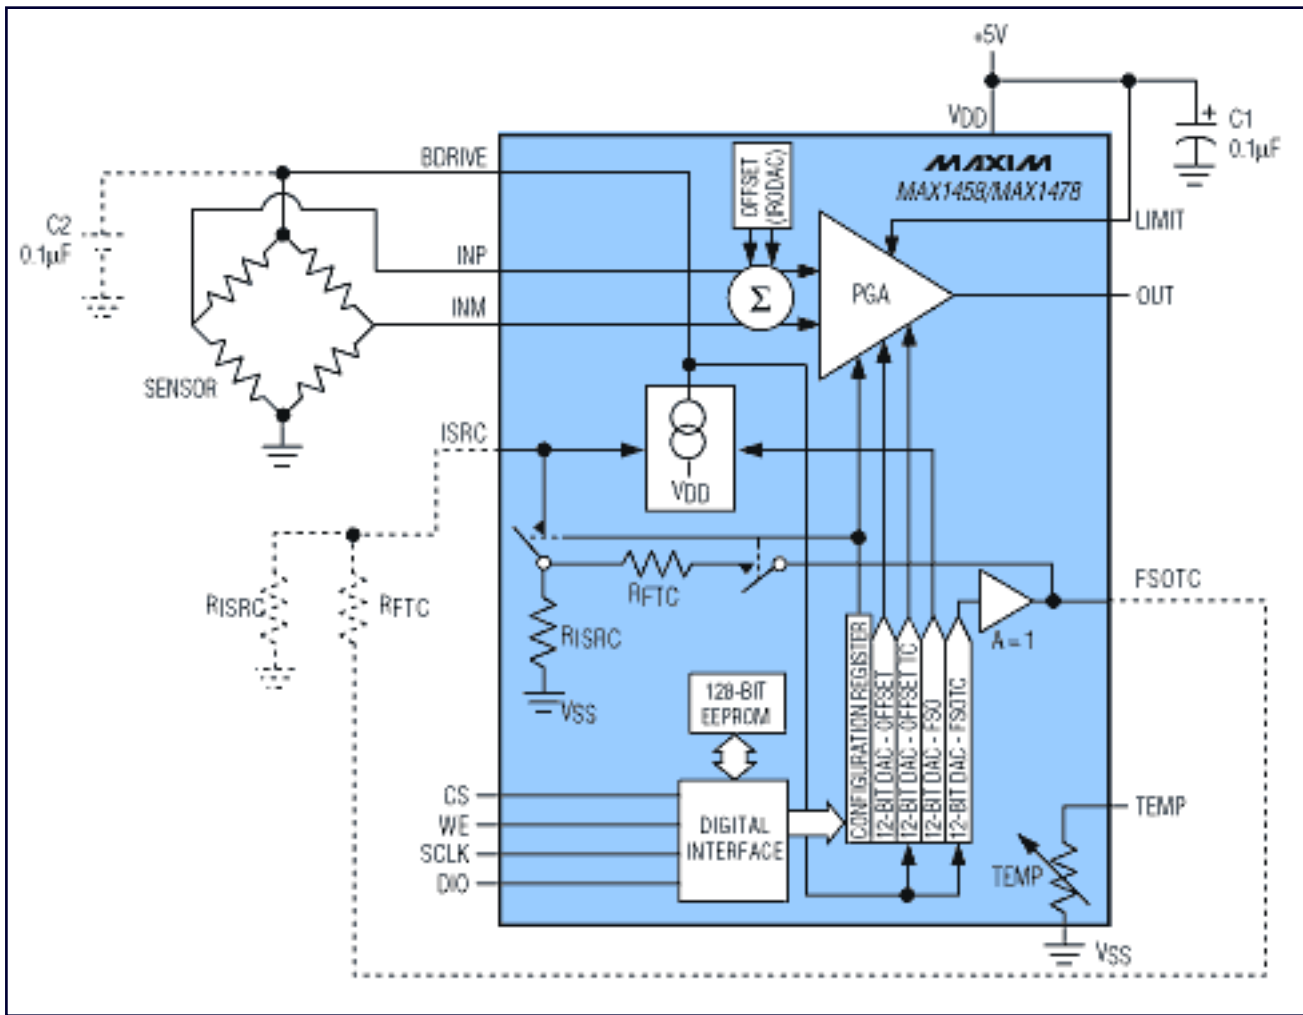 +5V
VDD
C1
0.1µF
BDRIVE
MAXIM
MAX1458/MAX1478
OFFSET
(IRODAC)
LIMIT
C2
0.1µF
INP
PGA
OUT
Σ
INM
SENSOR
ISRC
VDD
RFTC
FSOTC
RISRC
RFTC
RISRC
A = 1
VSS
128-BIT
EEPROM
CONFIGURATION REGISTER
12-BIT DAC - OFFSET
12-BIT DAC - OFFSET TC
12-BIT DAC - FSO
12-BIT DAC - FSOTC
CS
WE
SCLK
DIO
DIGITAL
INTERFACE
TEMP
TEMP
VSS